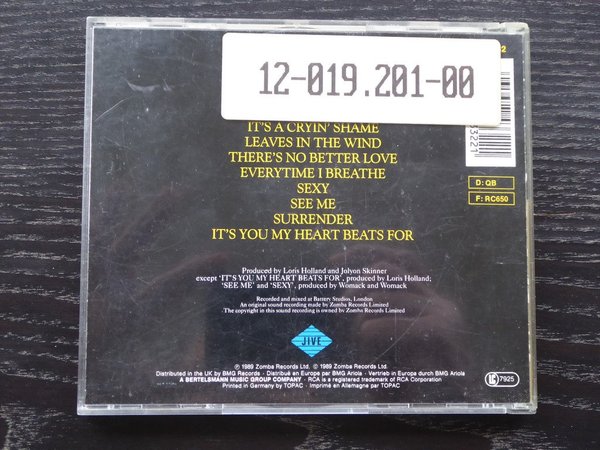 2
12-019.201-00
3221
IT'S A CRYIN' SHAME
LEAVES IN THE WIND
THERE'S NO BETTER LOVE
EVERYTIME I BREATHE
SEXY
SEE ME
SURRENDER
IT'S YOU MY HEART BEATS FOR
D: QB
F: RC650
Produced by Loris Holland and Jolyon Skinner
except 'IT'S YOU MY HEART BEATS FOR', produced by Loris Holland;
'SEE ME' and 'SEXY', produced by Womack and Womack
Recorded and mixed at Battery Studios, London
An original sound recording made by Zomba Records Limited
The copyright in this sound recording is owned by Zomba Records Limited
JIVE
℗ 1989 Zomba Records Ltd. © 1989 Zomba Records Ltd.
Distributed in the UK by BMG Records · Distribué en Europe par BMG Ariola · Vertrieb in Europa durch BMG Ariola
A BERTELSMANN MUSIC GROUP COMPANY · RCA is a registered trademark of RCA Corporation
Printed in Germany by TOPAC · Imprimé en Allemagne par TOPAC
LC 7925